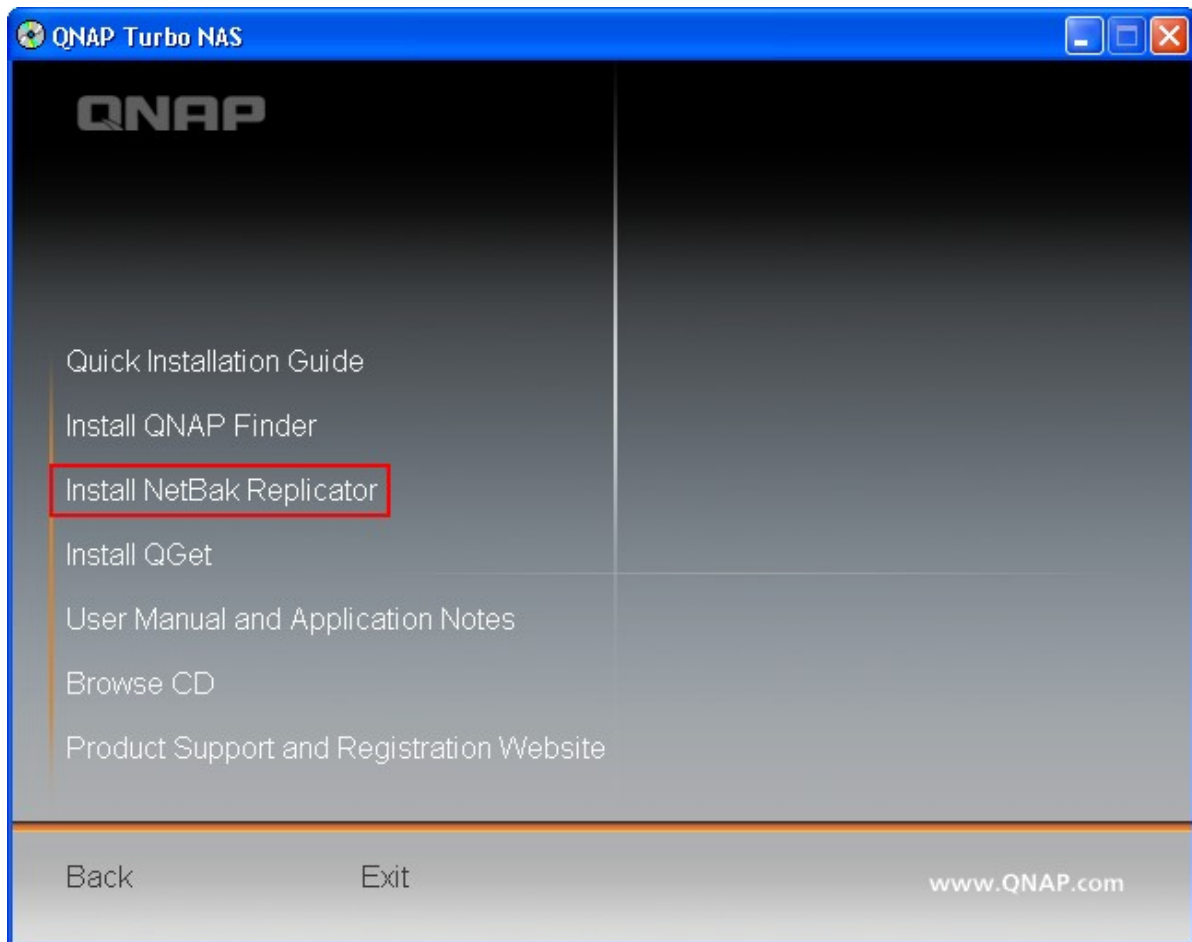 QNAP Turbo NAS
QNAP
Quick Installation Guide
Install QNAP Finder
Install NetBak Replicator
Install QGet
User Manual and Application Notes
Browse CD
Product Support and Registration Website
Back Exit www.QNAP.com